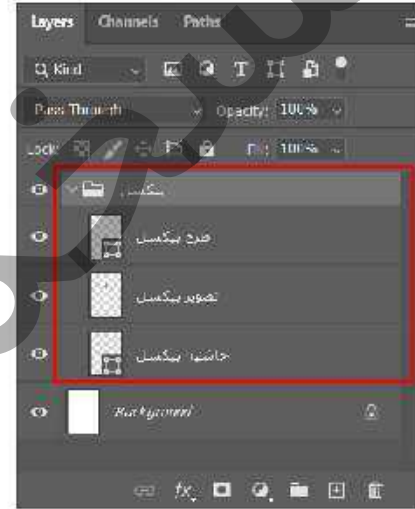 Layers Channels Paths
Kind
Pass Through Opacity: 100%
Lock: Fill: 100%
پیکسل
طرح پیکسل
تصویر پیکسل
حاشیه پیکسل
Background
fx